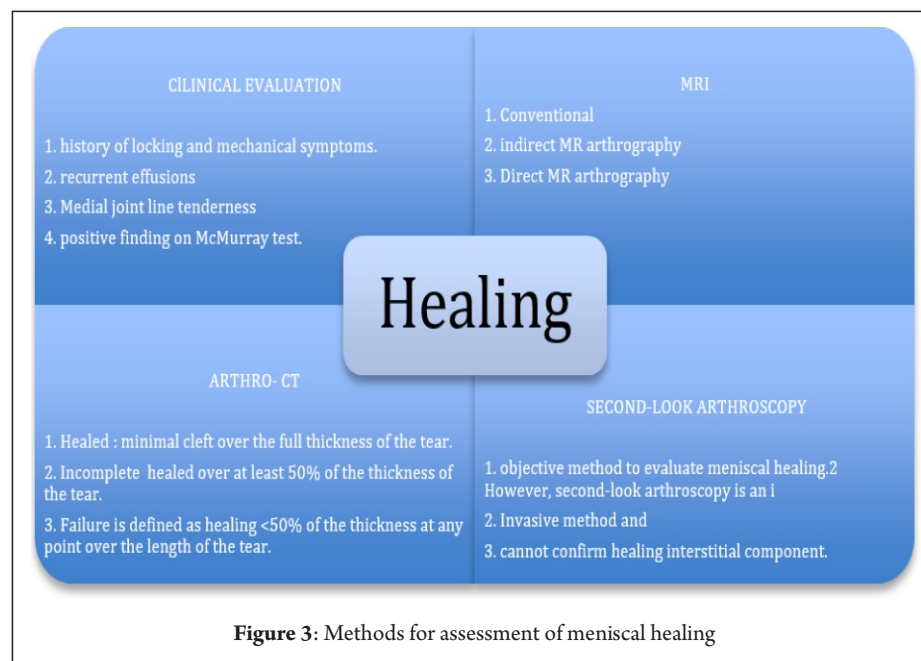 ClLINICAL EVALUATION
1. history of locking and mechanical symptoms.
2. recurrent effusions
3. Medial joint line tenderness
4. positive finding on McMurray test.
MRI
1. Conventional
2. indirect MR arthrography
3. Direct MR arthrography
Healing
ARTHRO- CT
1. Healed : minimal cleft over the full thickness of the tear.
2. Incomplete healed over at least 50% of the thickness of
the tear.
3. Failure is defined as healing <50% of the thickness at any
point over the length of the tear.
SECOND-LOOK ARTHROSCOPY
1. objective method to evaluate meniscal healing.2
However, second-look arthroscopy is an i
2. Invasive method and
3. cannot confirm healing interstitial component.
Figure 3: Methods for assessment of meniscal healing